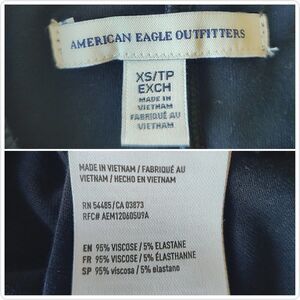 AMERICAN EAGLE OUTFITTERS
XS/TP
EXCH
MADE IN
VIETNAM
FABRIQUÉ AU
VIETNAM
MADE IN VIETNAM / FABRIQUÉ AU
VIETNAM / HECHO EN VIETNAM
RN 54485/CA 03873
RFC# AEM120605U9A
EN 95% VISCOSE / 5% ELASTANE
FR 95% VISCOSE / 5% ÉLASTHANNE
SP 95% viscosa / 5% elastano